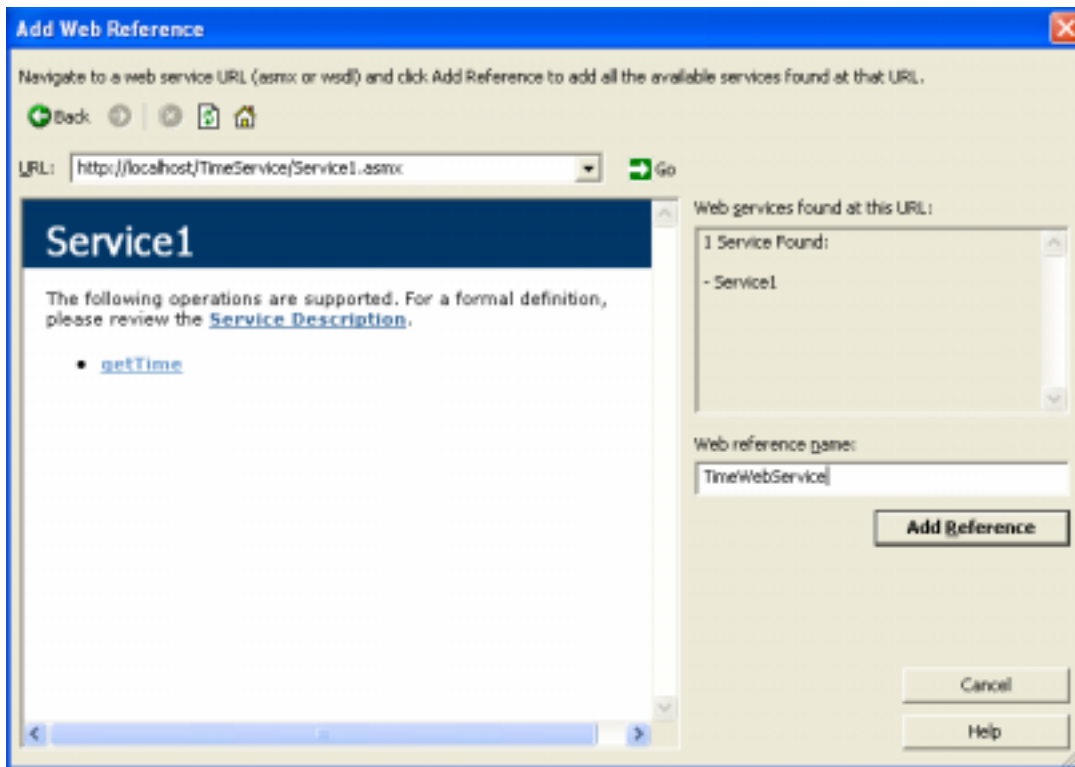 Add Web Reference
Navigate to a web service URL (asmx or wsdl) and click Add Reference to add all the available services found at that URL.
Back
URL: http://localhost/TimeService/Service1.asmx Go
Service1
The following operations are supported. For a formal definition,
please review the Service Description.
• getTime
Web services found at this URL:
1 Service Found:
- Service1
Web reference name:
TimeWebService
Add Reference
Cancel
Help